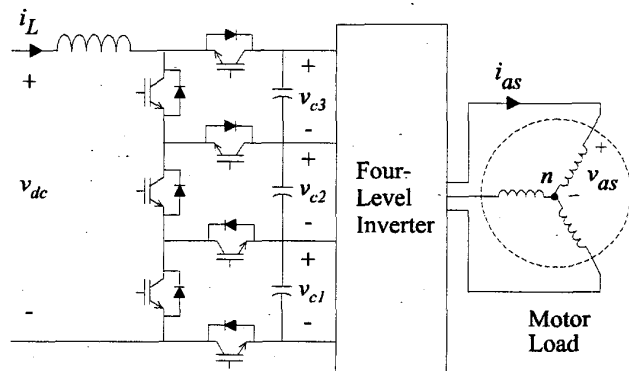 i_L
+
v_dc
-
+
v_c3
-
+
v_c2
-
+
v_c1
-
Four-
Level
Inverter
i_as
n
+
v_as
-
Motor
Load